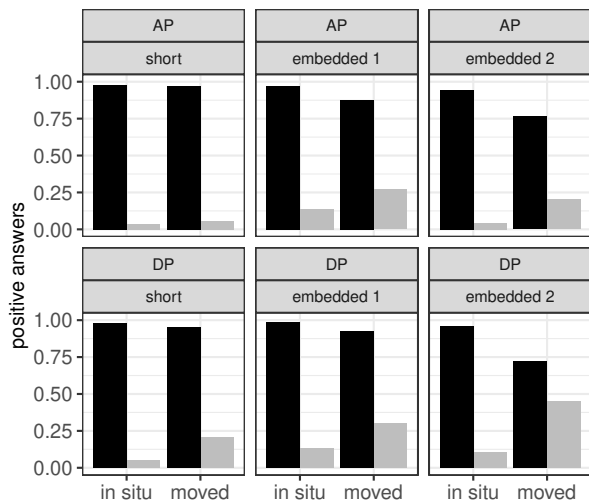 AP AP AP
short embedded 1 embedded 2
1.00
0.75
0.50
0.25
0.00
positive answers
DP DP DP
short embedded 1 embedded 2
1.00
0.75
0.50
0.25
0.00
in situ moved in situ moved in situ moved